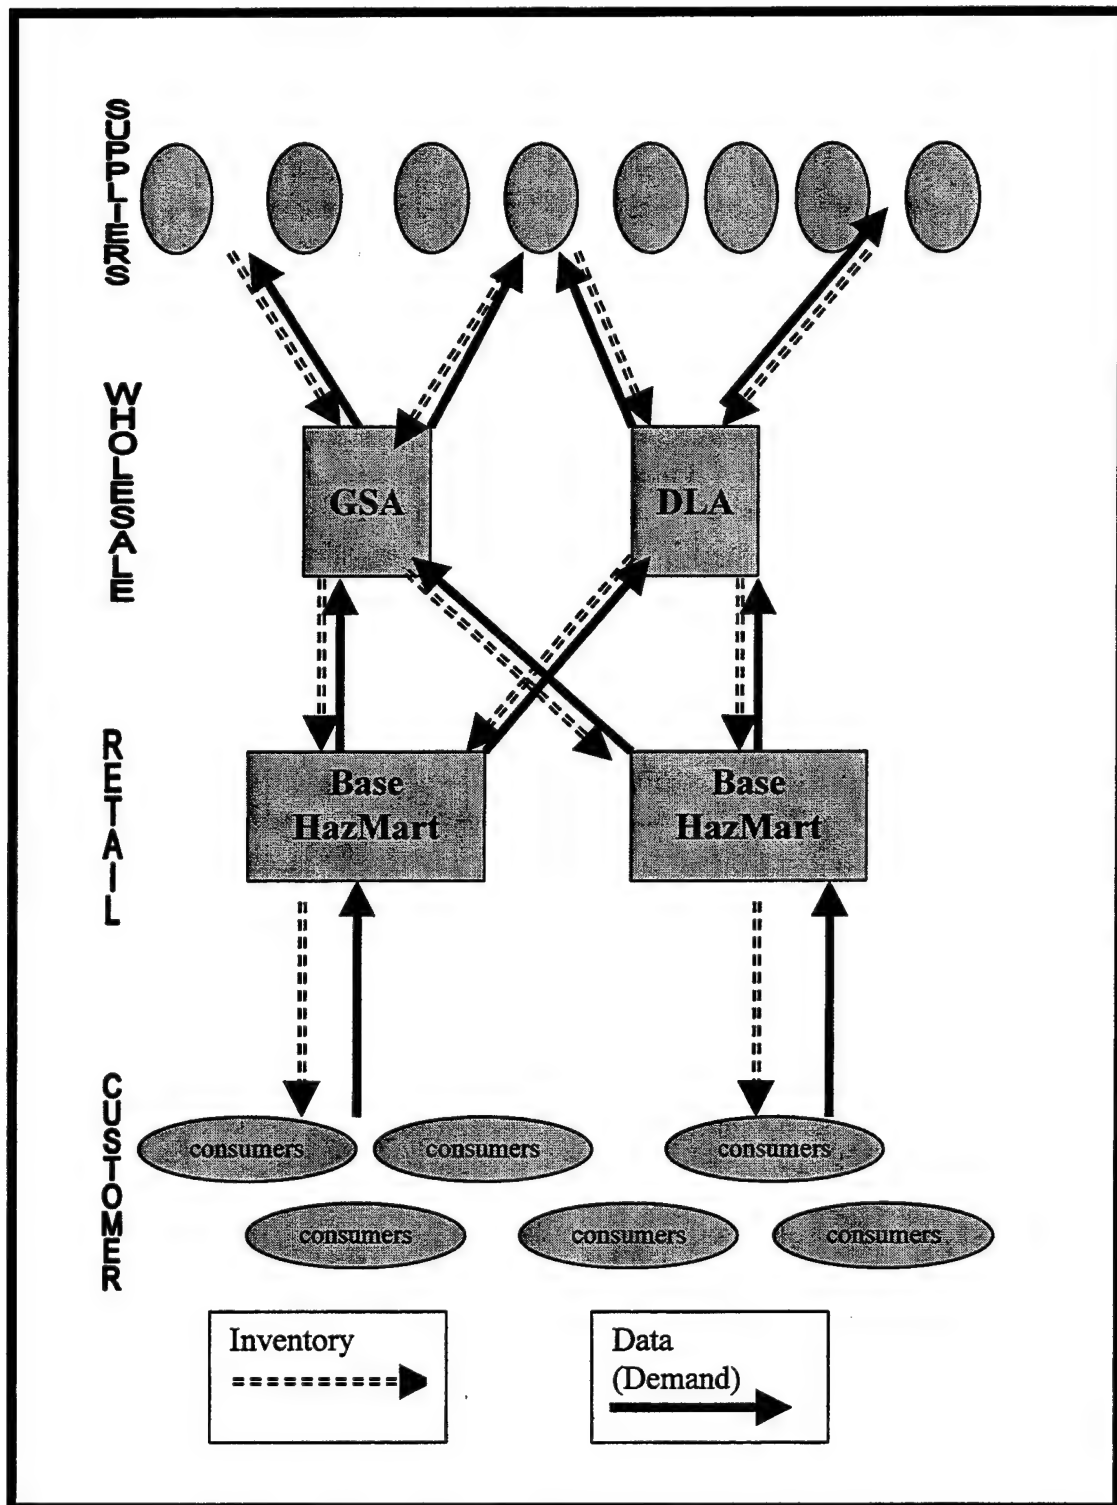 SUPPLIERS
WHOLESALE
GSA
DLA
RETAIL
Base
HazMart
Base
HazMart
CUSTOMER
consumers
consumers
consumers
consumers
consumers
consumers
Inventory
Data
(Demand)